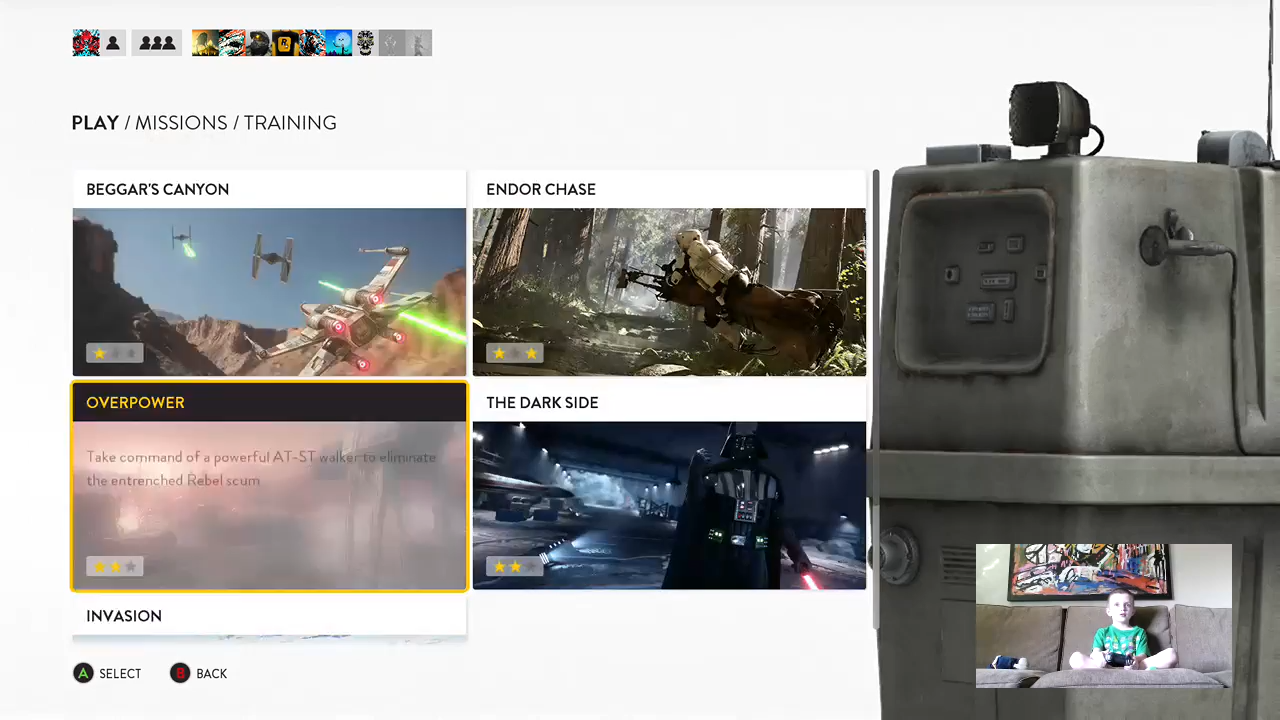 PLAY / MISSIONS / TRAINING
BEGGAR'S CANYON
ENDOR CHASE
OVERPOWER
Take command of a powerful AT-ST walker to eliminate
the entrenched Rebel scum
THE DARK SIDE
INVASION
A SELECT
B BACK